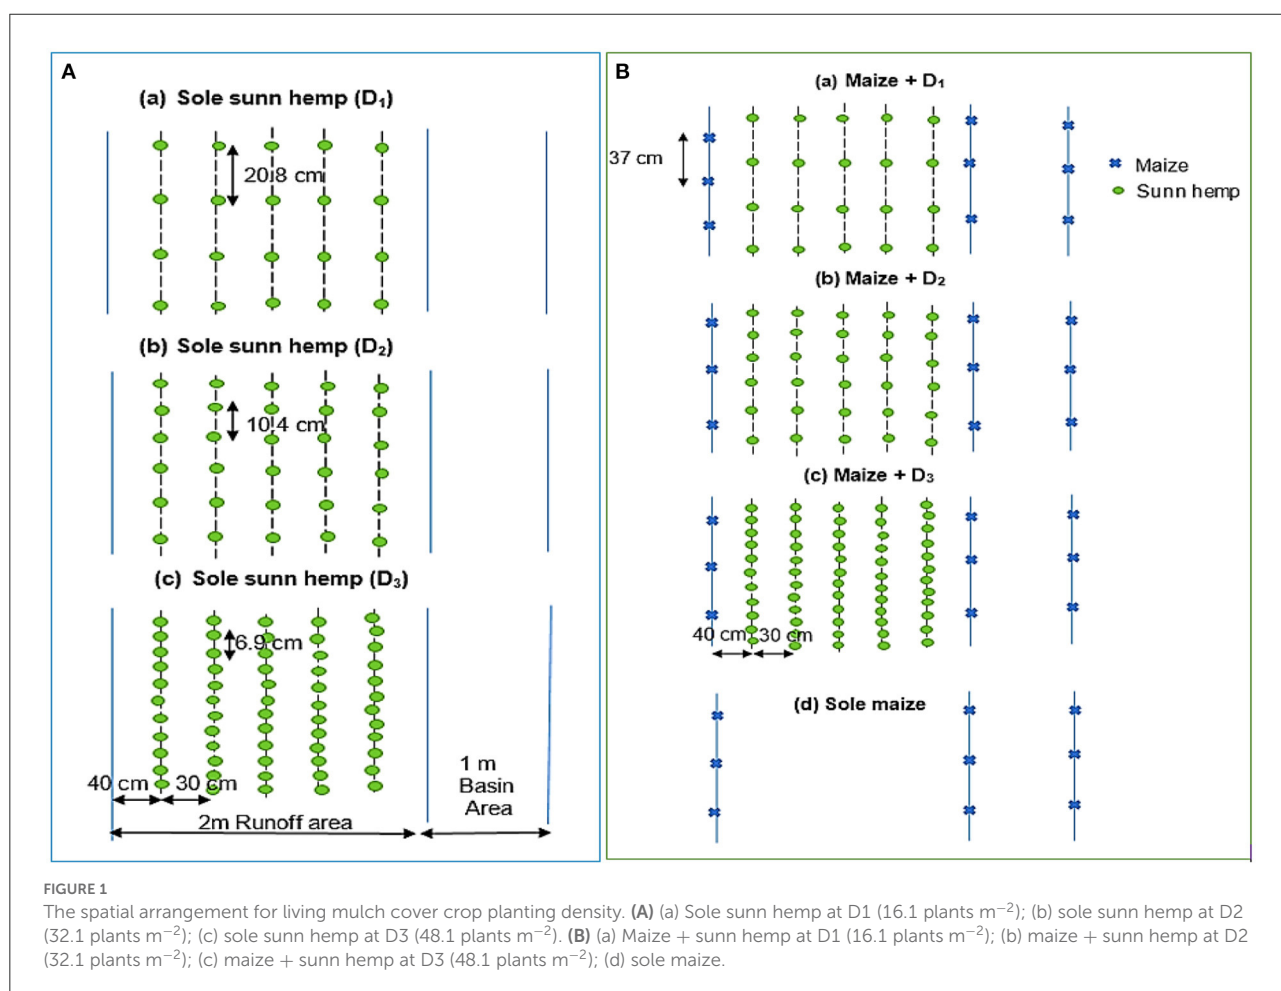 A
(a) Sole sunn hemp (D₁)
20.8 cm
(b) Sole sunn hemp (D₂)
10.4 cm
(c) Sole sunn hemp (D₃)
6.9 cm
40 cm
30 cm
1 m
Basin
Area
2m Runoff area
B
(a) Maize + D₁
37 cm
Maize
Sunn hemp
(b) Maize + D₂
(c) Maize + D₃
40 cm
30 cm
(d) Sole maize
FIGURE 1
The spatial arrangement for living mulch cover crop planting density. (A) (a) Sole sunn hemp at D1 (16.1 plants m⁻²); (b) sole sunn hemp at D2
(32.1 plants m⁻²); (c) sole sunn hemp at D3 (48.1 plants m⁻²). (B) (a) Maize + sunn hemp at D1 (16.1 plants m⁻²); (b) maize + sunn hemp at D2
(32.1 plants m⁻²); (c) maize + sunn hemp at D3 (48.1 plants m⁻²); (d) sole maize.